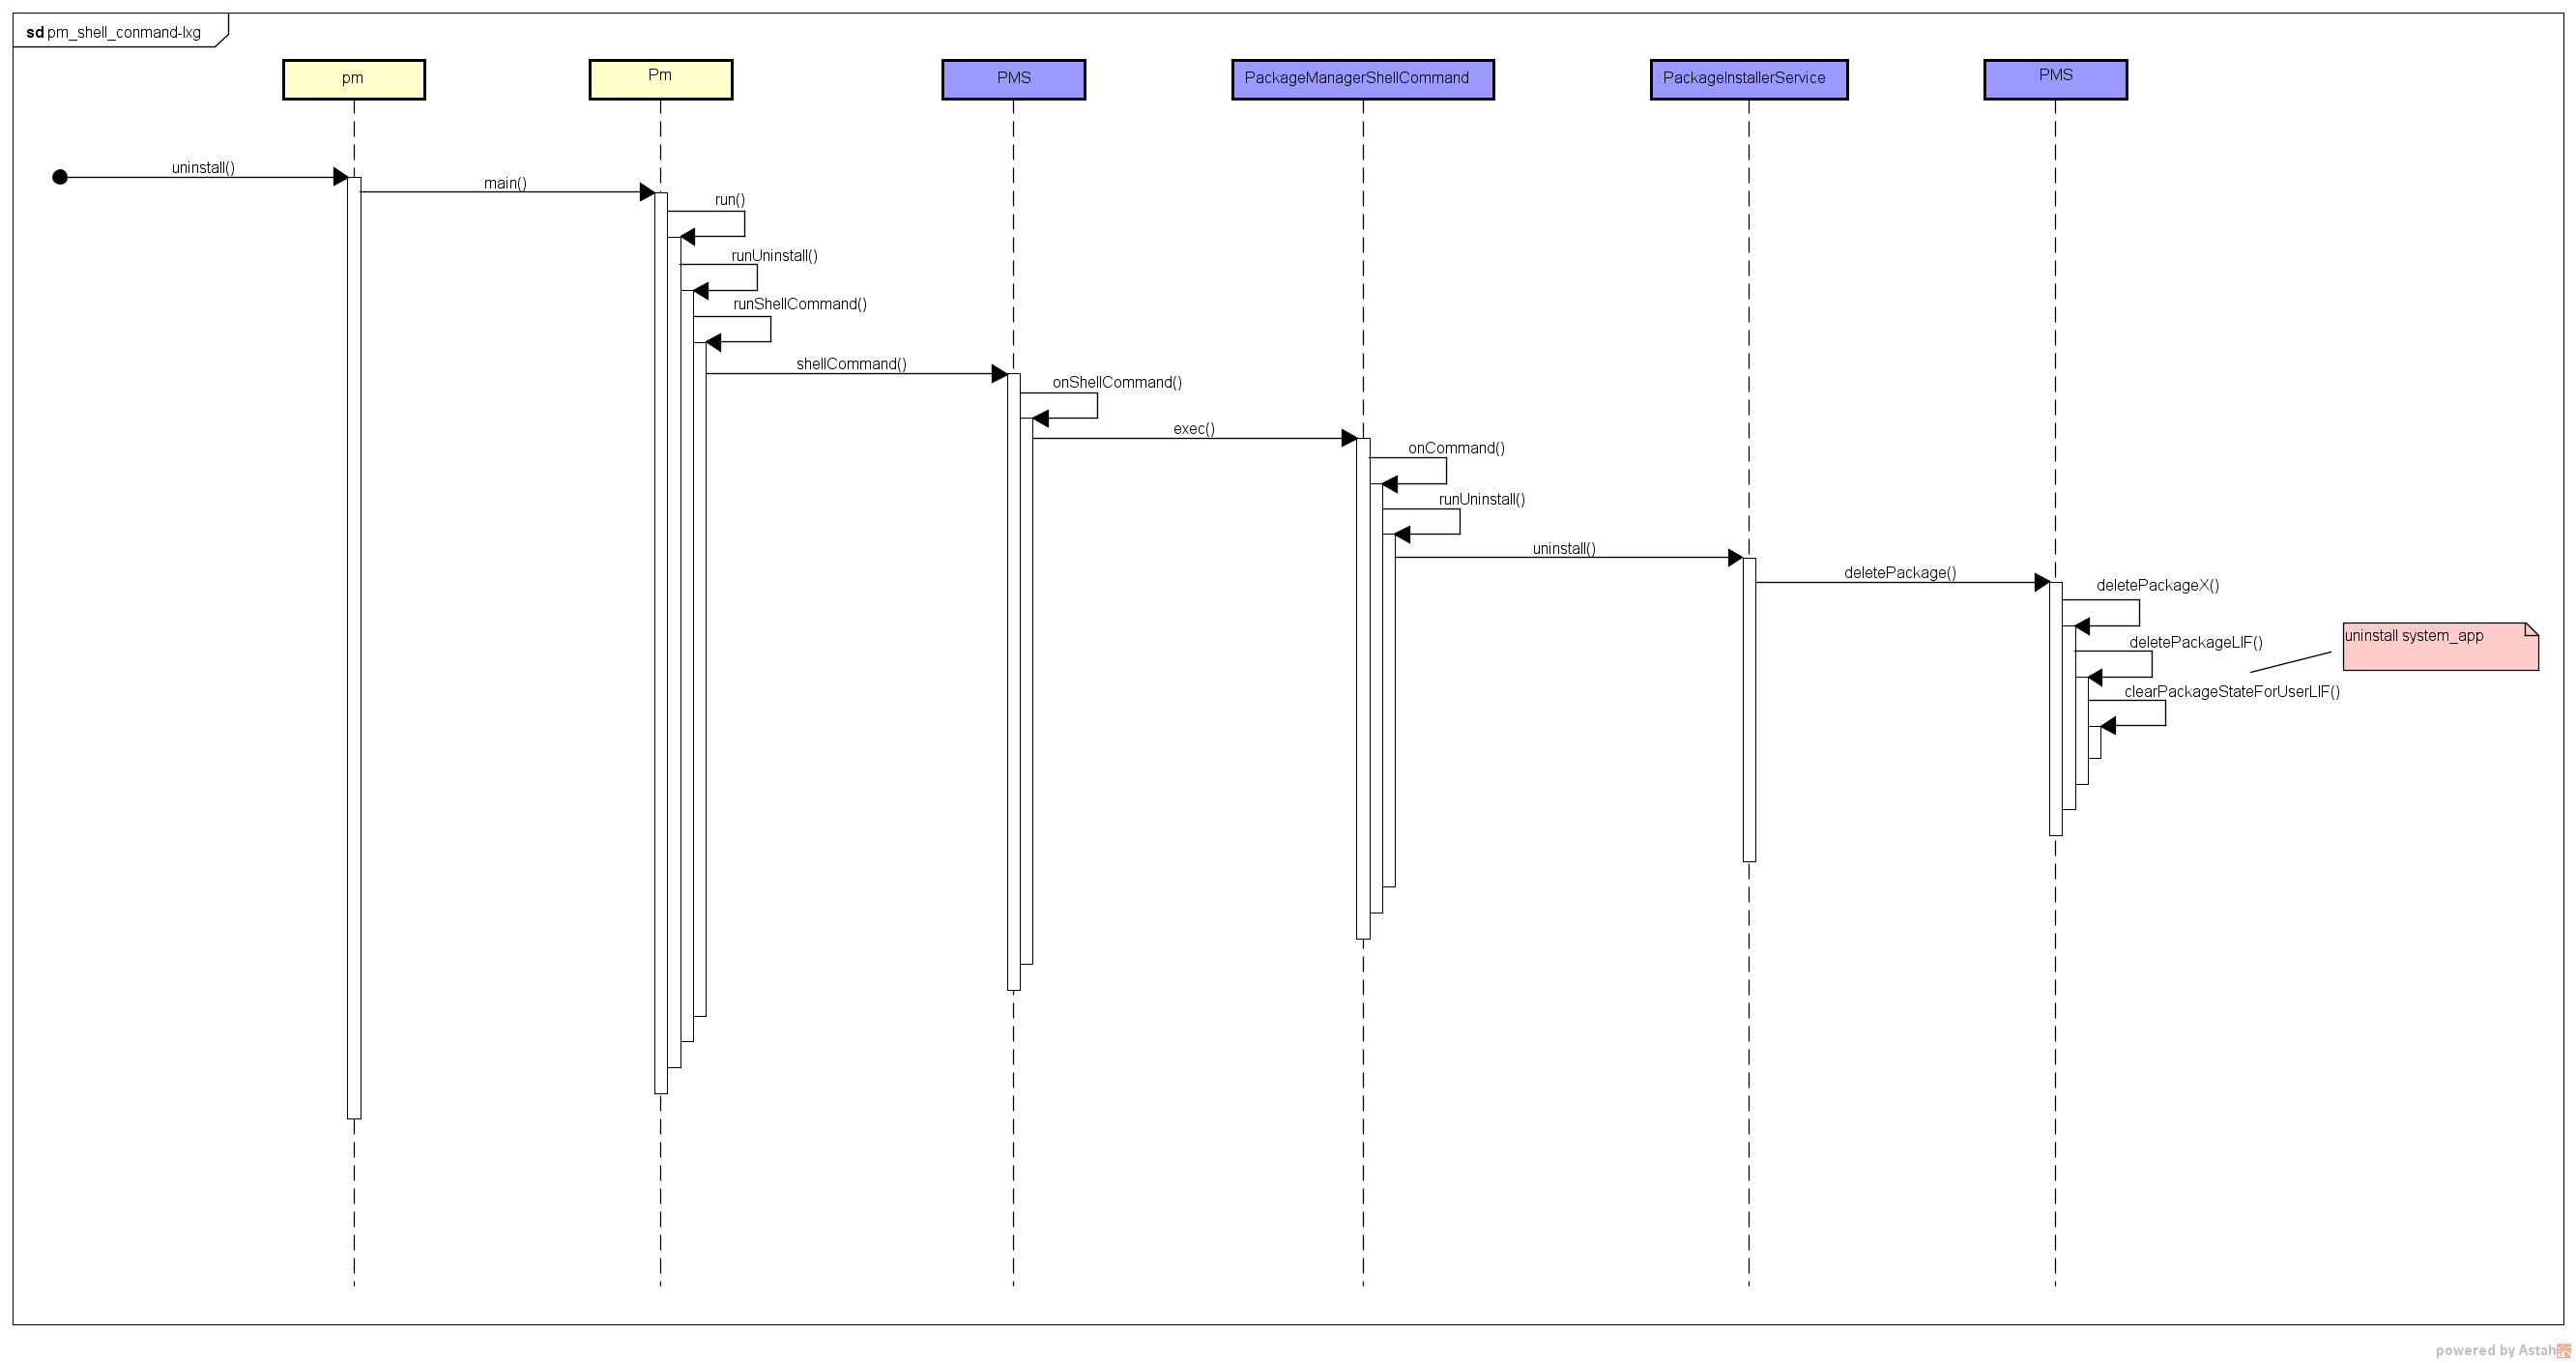 sd pm_shell_conmand-lxg
pm
Pm
PMS
PackageManagerShellCommand
PackageInstallerService
PMS
uninstall()
main()
run()
runUninstall()
runShellCommand()
shellCommand()
onShellCommand()
exec()
onCommand()
runUninstall()
uninstall()
deletePackage()
deletePackageX()
uninstall system_app
deletePackageLIF()
clearPackageStateForUserLIF()
powered by Astah